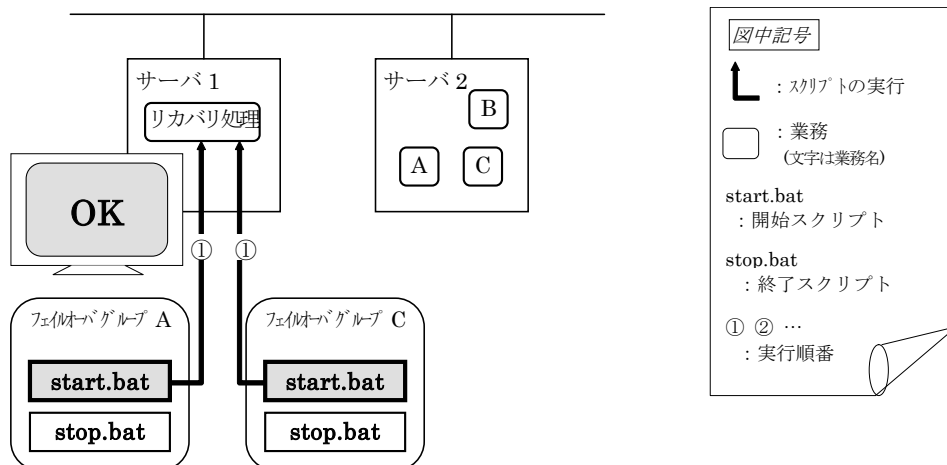 サーバ1
リカバリ処理
サーバ2
B
A
C
OK
①
①
フェイルオーバグループ A
start.bat
stop.bat
フェイルオーバグループ C
start.bat
stop.bat
図中記号
：スクリプトの実行
：業務
(文字は業務名)
start.bat
：開始スクリプト
stop.bat
：終了スクリプト
① ② …
：実行順番